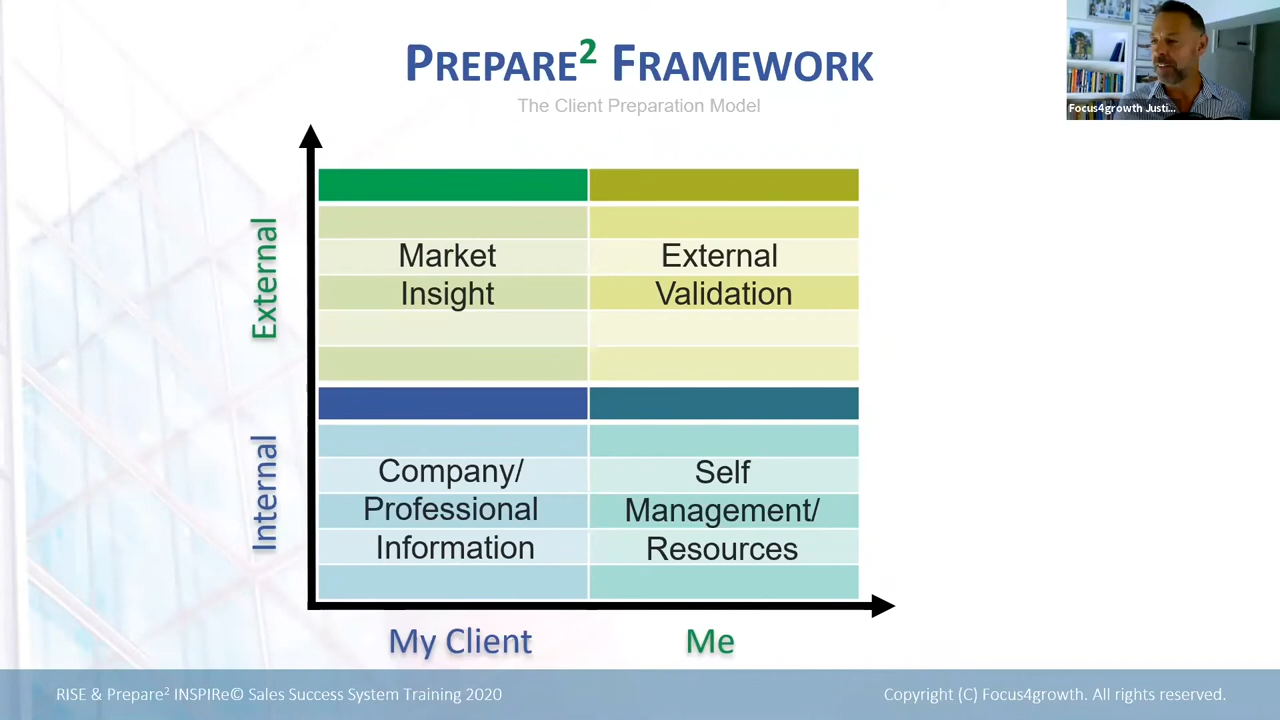 PREPARE² FRAMEWORK
The Client Preparation Model
Focus4growth Justi...
External
Market
Insight
External
Validation
Internal
Company/
Professional
Information
Self
Management/
Resources
My Client
Me
RISE & Prepare² INSPIRe© Sales Success System Training 2020
Copyright (C) Focus4growth. All rights reserved.